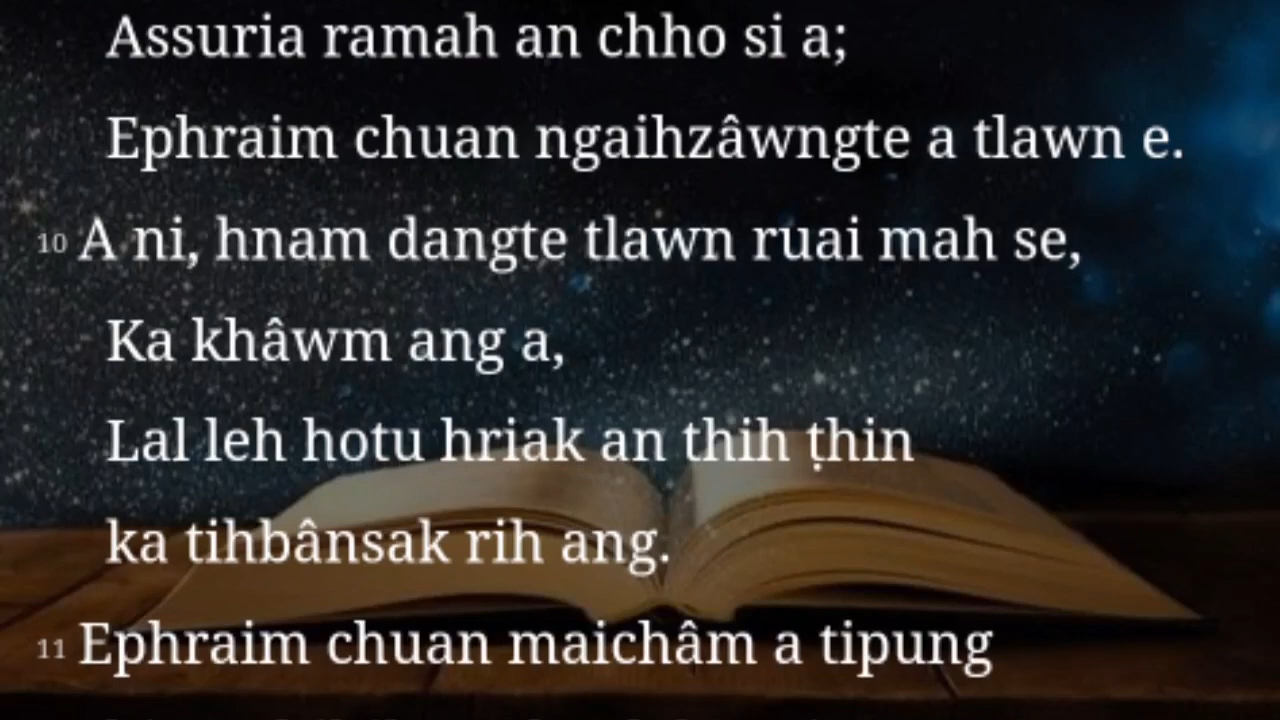 Assuria ramah an chho si a;
Ephraim chuan ngaihzâwngte a tlawn e.
10 A ni, hnam dangte tlawn ruai mah se,
Ka khâwm ang a,
Lal leh hotu hriak an thih ṭhin
ka tihbânsak rih ang.
11 Ephraim chuan maichâm a tipung